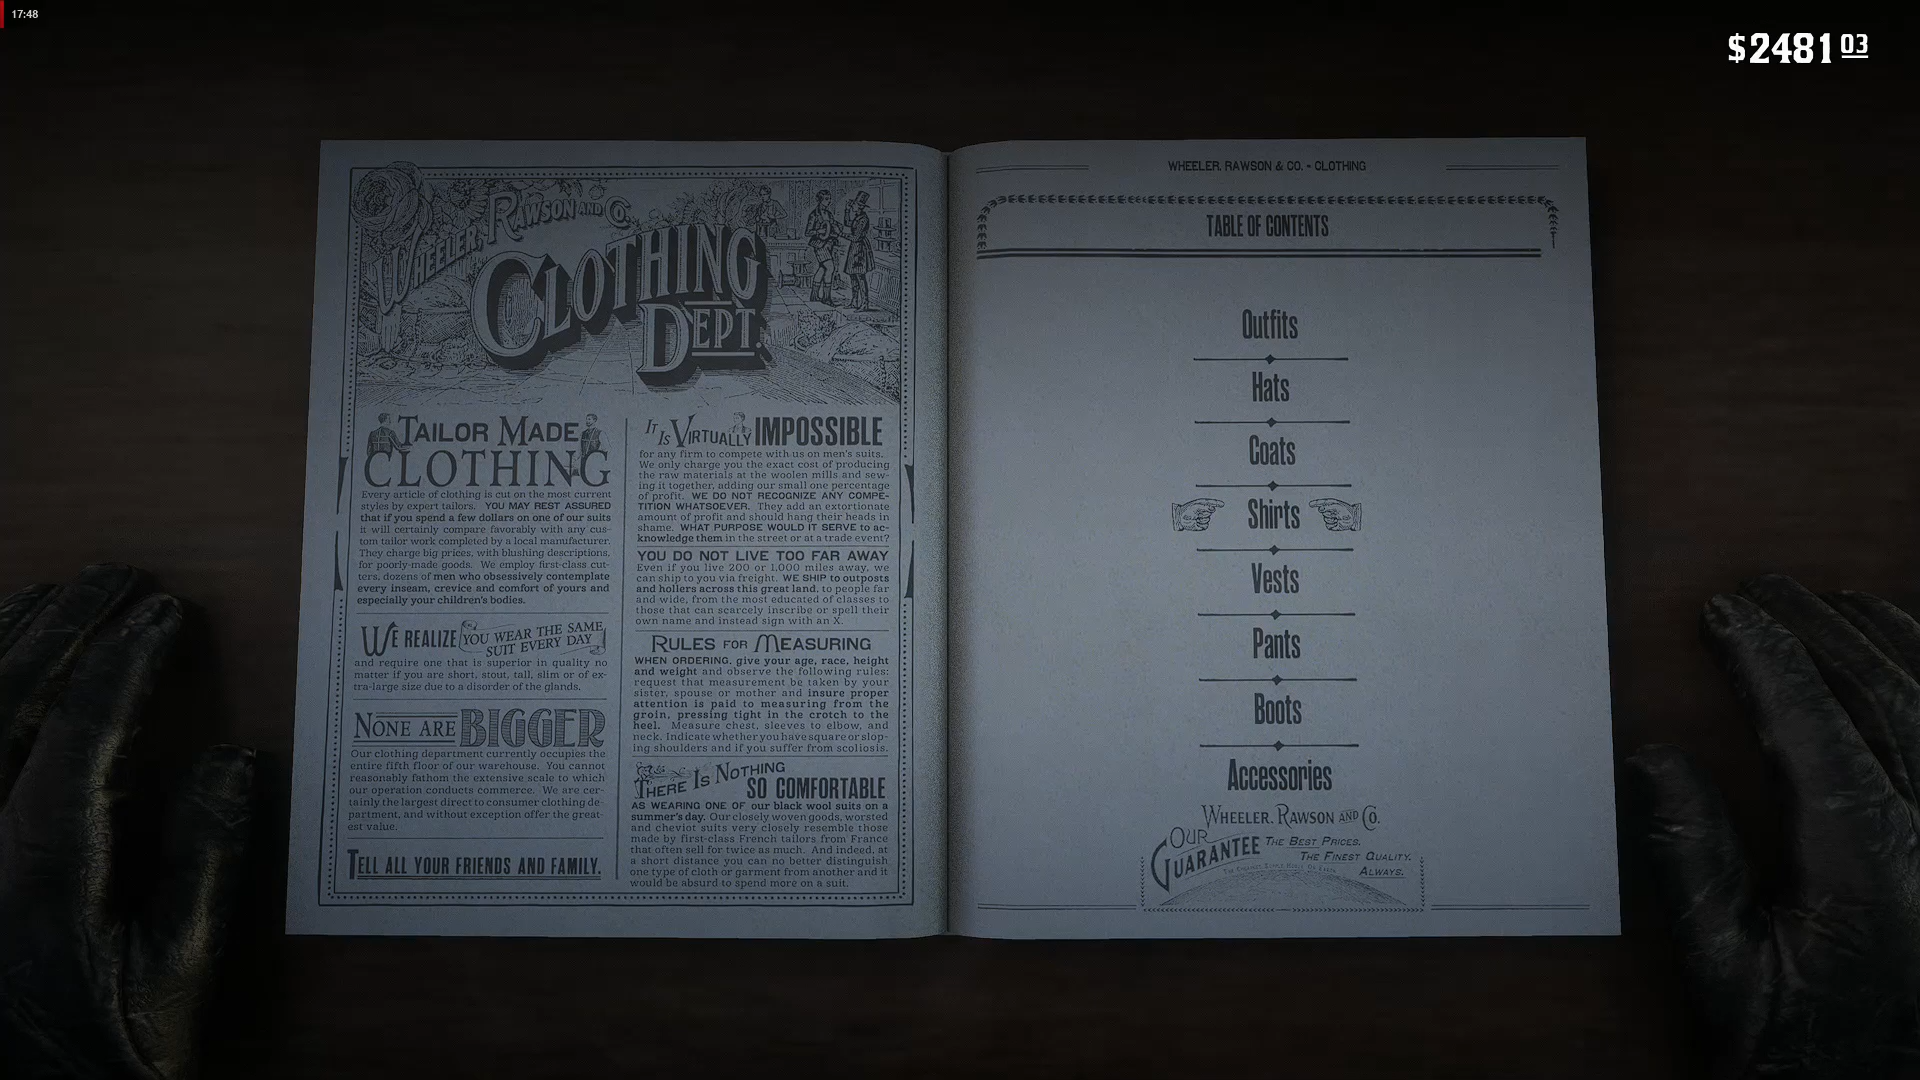 17:48
$2481 03
WHEELER, RAWSON AND CO.
CLOTHING
DEPT.
TAILOR MADE
CLOTHING
Every article of clothing is cut on the most current
styles by expert tailors. YOU MAY REST ASSURED
that if you spend a few dollars on one of our suits
it will certainly compare favorably with any cus-
tom tailor work completed by a local manufacturer.
They charge big prices, with blushing descriptions,
for poorly-made goods. We employ first-class cut-
ters, dozens of men who obsessively contemplate
every inseam, crevice and comfort of yours and
especially your children's bodies.
WE REALIZE YOU WEAR THE SAME
SUIT EVERY DAY
and require one that is superior in quality no
matter if you are short, stout, tall, slim or of ex-
tra-large size due to a disorder of the glands.
NONE ARE BIGGER
Our clothing department currently occupies the
entire fifth floor of our warehouse. You cannot
reasonably fathom the extensive scale to which
our operation conducts commerce. We are cer-
tainly the largest direct to consumer clothing de-
partment, and without exception offer the great-
est value.
TELL ALL YOUR FRIENDS AND FAMILY.
IT IS VIRTUALLY IMPOSSIBLE
for any firm to compete with us on men's suits.
We only charge you the exact cost of producing
the raw materials at the woolen mills and sew-
ing it together, adding our small one percentage
of profit. WE DO NOT RECOGNIZE ANY COMPE-
TITION WHATSOEVER. They add an extortionate
amount of profit and should hang their heads in
shame. WHAT PURPOSE WOULD IT SERVE to ac-
knowledge them in the street or at a trade event?
YOU DO NOT LIVE TOO FAR AWAY
Even if you live 200 or 1,000 miles away, we
can ship to you via freight. WE SHIP to outposts
and hollers across this great land, to people far
and wide, from the most educated of classes to
those that can scarcely inscribe or spell their
own name and instead sign with an X.
RULES FOR MEASURING
WHEN ORDERING, give your age, race, height
and weight and observe the following rules:
request that measurement be taken by your
sister, spouse or mother and insure proper
attention is paid to measuring from the
groin, pressing tight in the crotch to the
heel. Measure chest, sleeves to elbow, and
neck. Indicate whether you have square or slop-
ing shoulders and if you suffer from scoliosis.
THERE IS NOTHING
SO COMFORTABLE
AS WEARING ONE OF our black wool suits on a
summer's day. Our closely woven goods, worsted
and cheviot suits very closely resemble those
made by first-class French tailors from France
that often sell for twice as much. And indeed, at
a short distance you can no better distinguish
one type of cloth or garment from another and it
would be absurd to spend more on a suit.
WHEELER, RAWSON & CO. - CLOTHING
TABLE OF CONTENTS
Outfits
Hats
Coats
Shirts
Vests
Pants
Boots
Accessories
WHEELER, RAWSON AND CO.
OUR
GUARANTEE
THE BEST PRICES.
THE FINEST QUALITY.
ALWAYS.